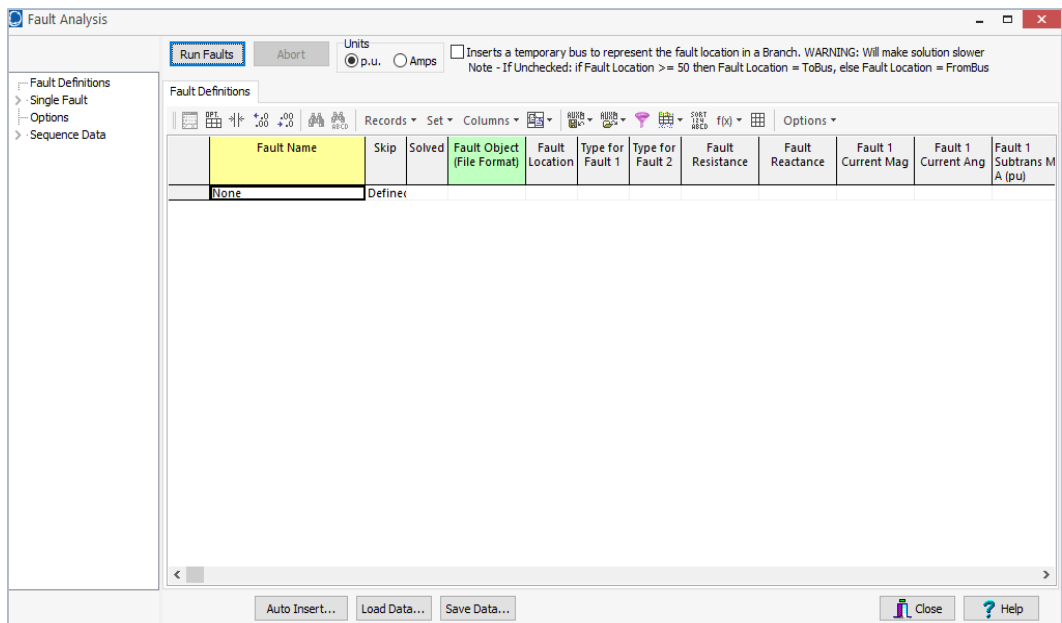 Fault Analysis
Run Faults
Abort
Units
p.u.
Amps
Inserts a temporary bus to represent the fault location in a Branch. WARNING: Will make solution slower
Note - If Unchecked: if Fault Location >= 50 then Fault Location = ToBus, else Fault Location = FromBus
Fault Definitions
Single Fault
Options
Sequence Data
Fault Definitions
Records Set Columns Options
Fault Name
Skip
Solved
Fault Object
(File Format)
Fault
Location
Type for
Fault 1
Type for
Fault 2
Fault
Resistance
Fault
Reactance
Fault 1
Current Mag
Fault 1
Current Ang
Fault 1
Subtrans M
A (pu)
None
Define
Auto Insert...
Load Data...
Save Data...
Close
? Help